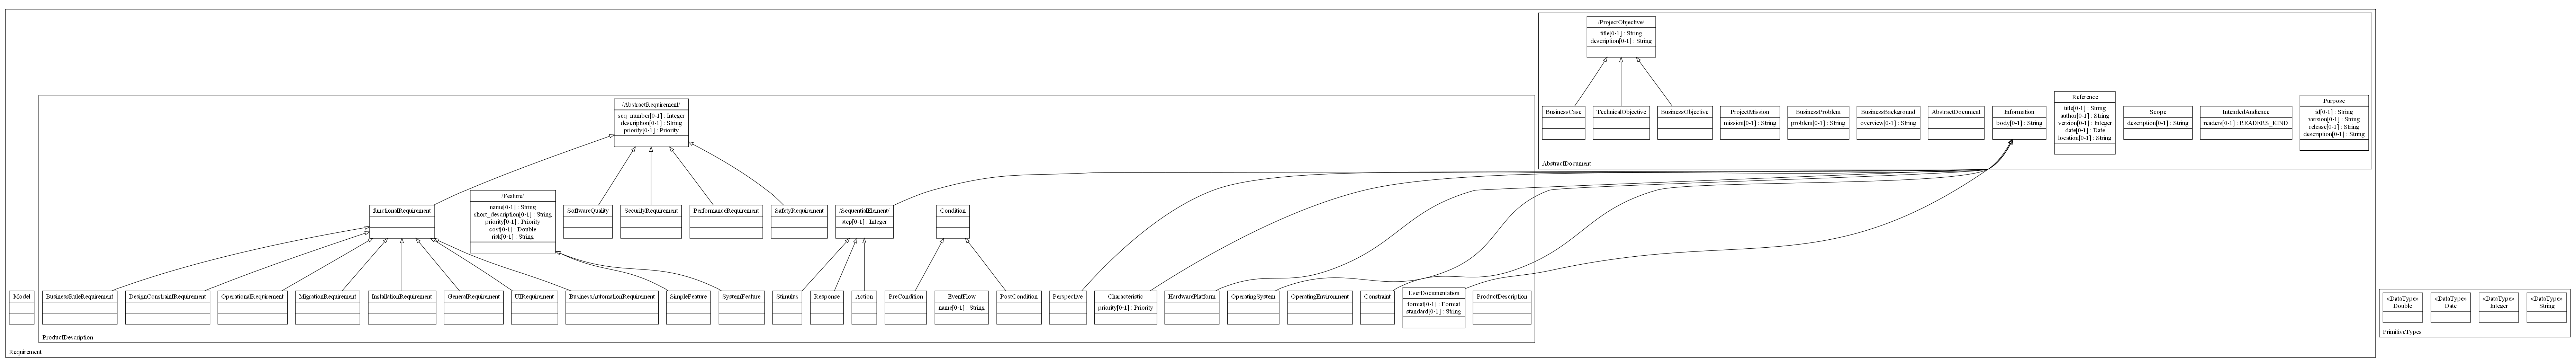 /ProjectObjective/
title[0-1] : String
description[0-1] : String
BusinessCase
TechnicalObjective
BusinessObjective
ProjectMission
mission[0-1] : String
BusinessProblem
problem[0-1] : String
BusinessBackground
overview[0-1] : String
AbstractDocument
Information
body[0-1] : String
Reference
title[0-1] : String
author[0-1] : String
version[0-1] : Integer
date[0-1] : Date
location[0-1] : String
Scope
description[0-1] : String
IntendedAudience
readers[0-1] : READERS_KIND
Purpose
id[0-1] : String
version[0-1] : String
release[0-1] : String
description[0-1] : String
AbstractDocument
/AbstractRequirement/
seq_number[0-1] : Integer
description[0-1] : String
priority[0-1] : Priority
functionalRequirement
/Feature/
name[0-1] : String
short_description[0-1] : String
priority[0-1] : Priority
cost[0-1] : Double
risk[0-1] : String
SoftwareQuality
SecurityRequirement
PerformanceRequirement
SafetyRequirement
/SequentialElement/
step[0-1] : Integer
Condition
Model
BusinessRuleRequirement
DesignConstraintRequirement
OperationalRequirement
MigrationRequirement
InstallationRequirement
GeneralRequirement
UIRequirement
BusinessAutomationRequirement
SimpleFeature
SystemFeature
Stimulus
Response
Action
PreCondition
EventFlow
name[0-1] : String
PostCondition
Perspective
Characteristic
priority[0-1] : Priority
HardwarePlatform
OperatingSystem
OperatingEnvironment
Constraint
UserDocumentation
format[0-1] : Format
standard[0-1] : String
ProductDescription
ProductDescription
Requirement
«DataType»
Double
«DataType»
Date
«DataType»
Integer
«DataType»
String
PrimitiveTypes